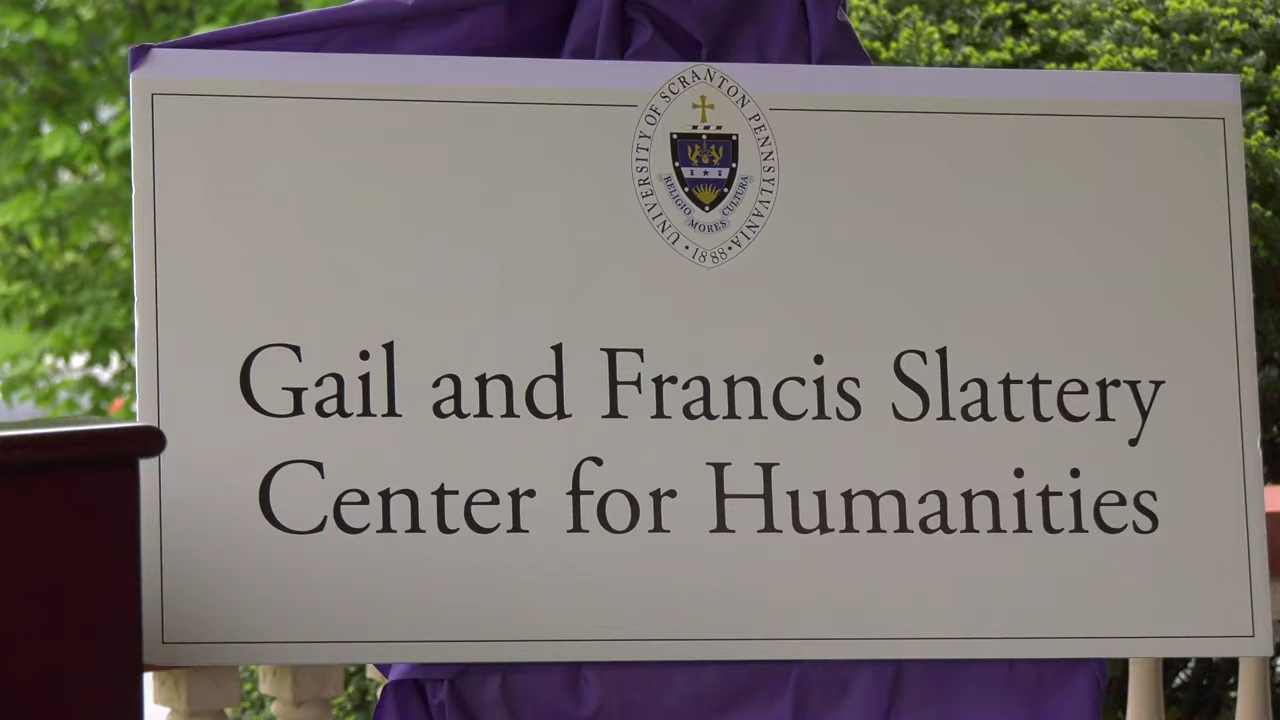 UNIVERSITY OF SCRANTON PENNSYLVANIA
RELIGIO MORES CULTURA
• 1888 •
Gail and Francis Slattery
Center for Humanities